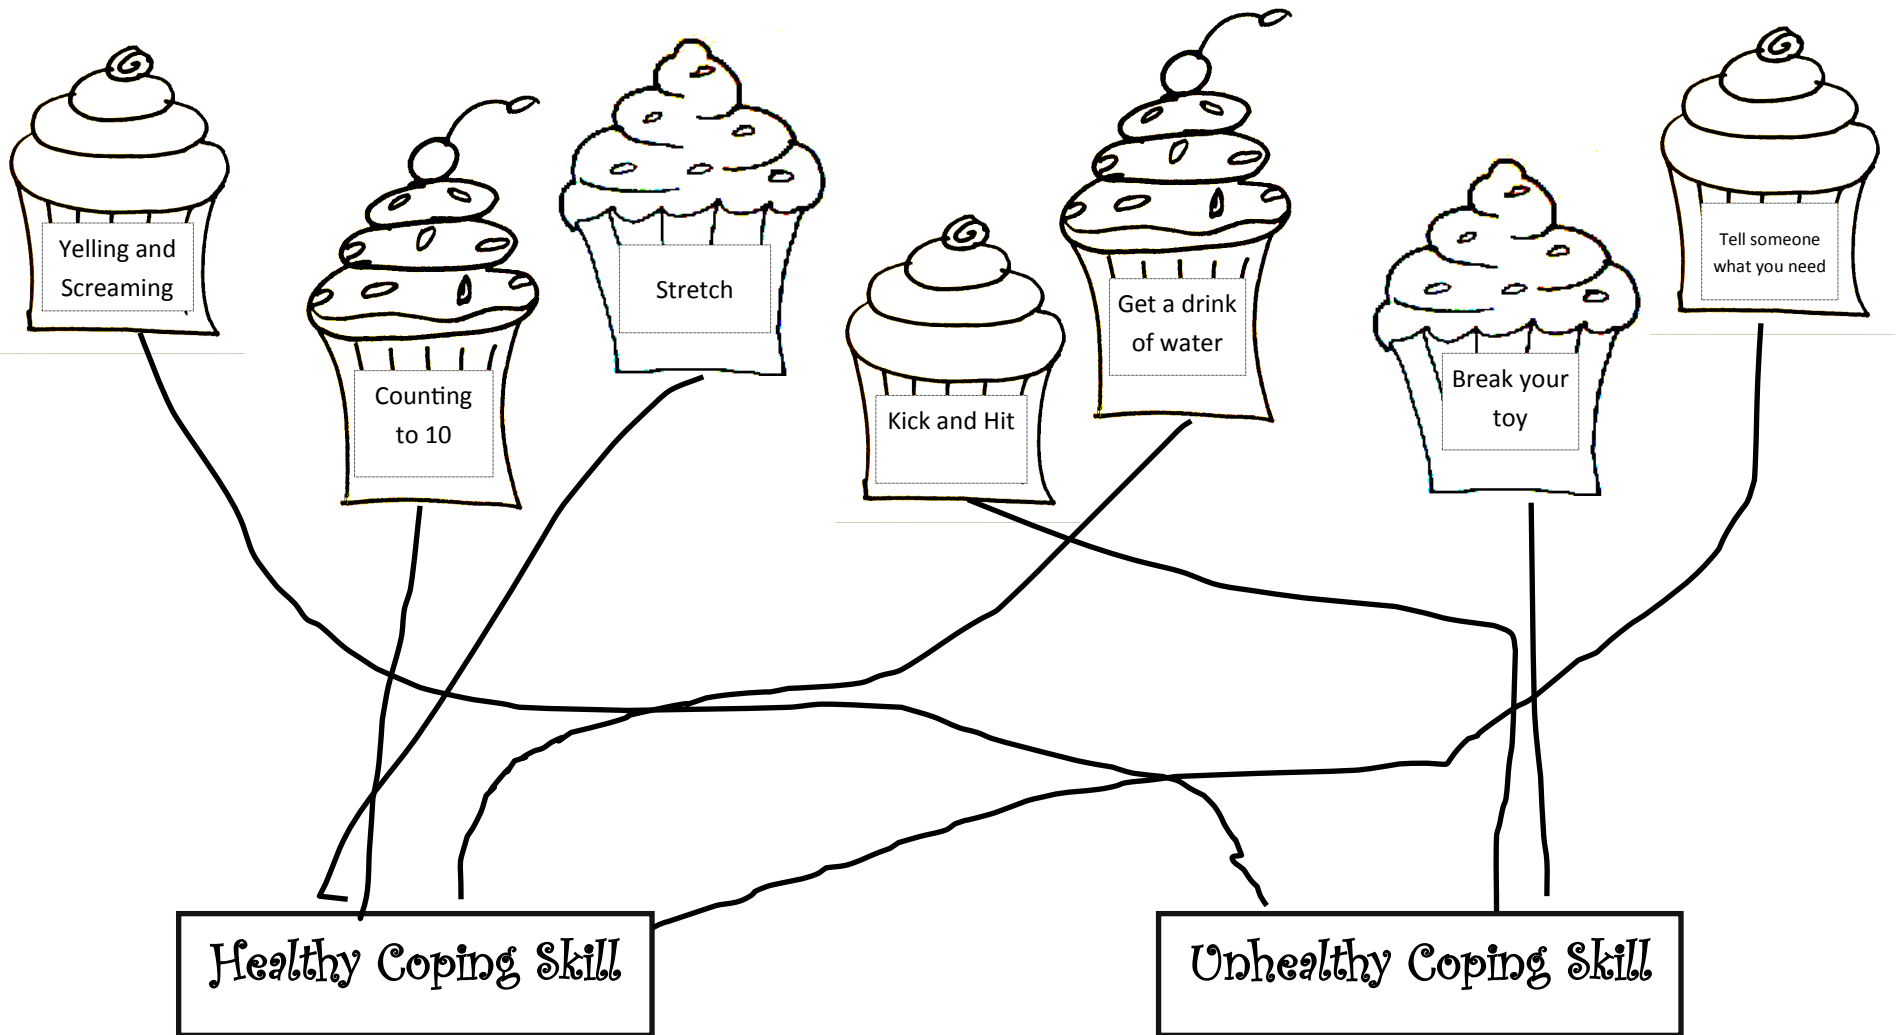 Yelling and
Screaming
Counting
to 10
Stretch
Kick and Hit
Get a drink
of water
Break your
toy
Tell someone
what you need
Healthy Coping Skill
Unhealthy Coping Skill